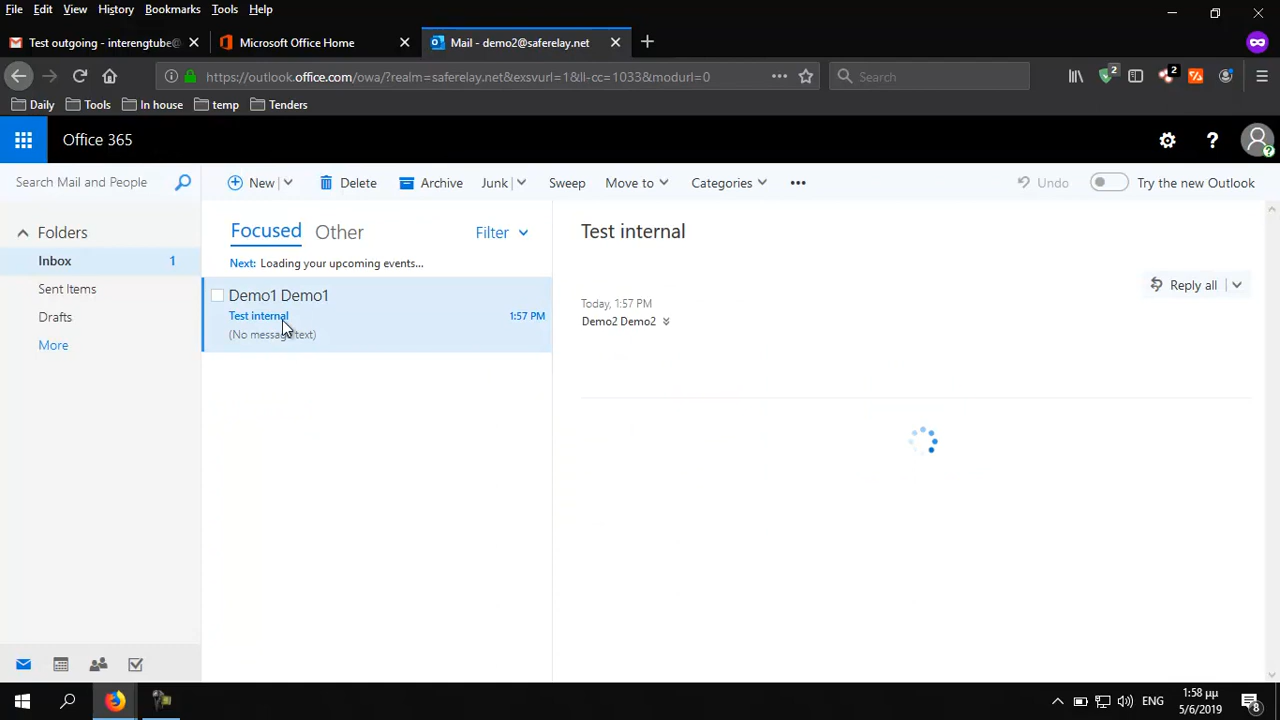 File Edit View History Bookmarks Tools Help
Test outgoing - interengtube@
Microsoft Office Home
Mail - demo2@saferelay.net
https://outlook.office.com/owa/?realm=saferelay.net&exsvurl=1&ll-cc=1033&modurl=0
Search
2
2
Daily Tools In house temp Tenders
Office 365
Search Mail and People
New Delete Archive Junk Sweep Move to Categories Undo Try the new Outlook
Folders
Inbox 1
Sent Items
Drafts
More
Focused Other Filter
Next: Loading your upcoming events...
Demo1 Demo1
Test internal 1:57 PM
(No message text)
Test internal
Reply all
Today, 1:57 PM
Demo2 Demo2
ENG
1:58 μμ
5/6/2019
8